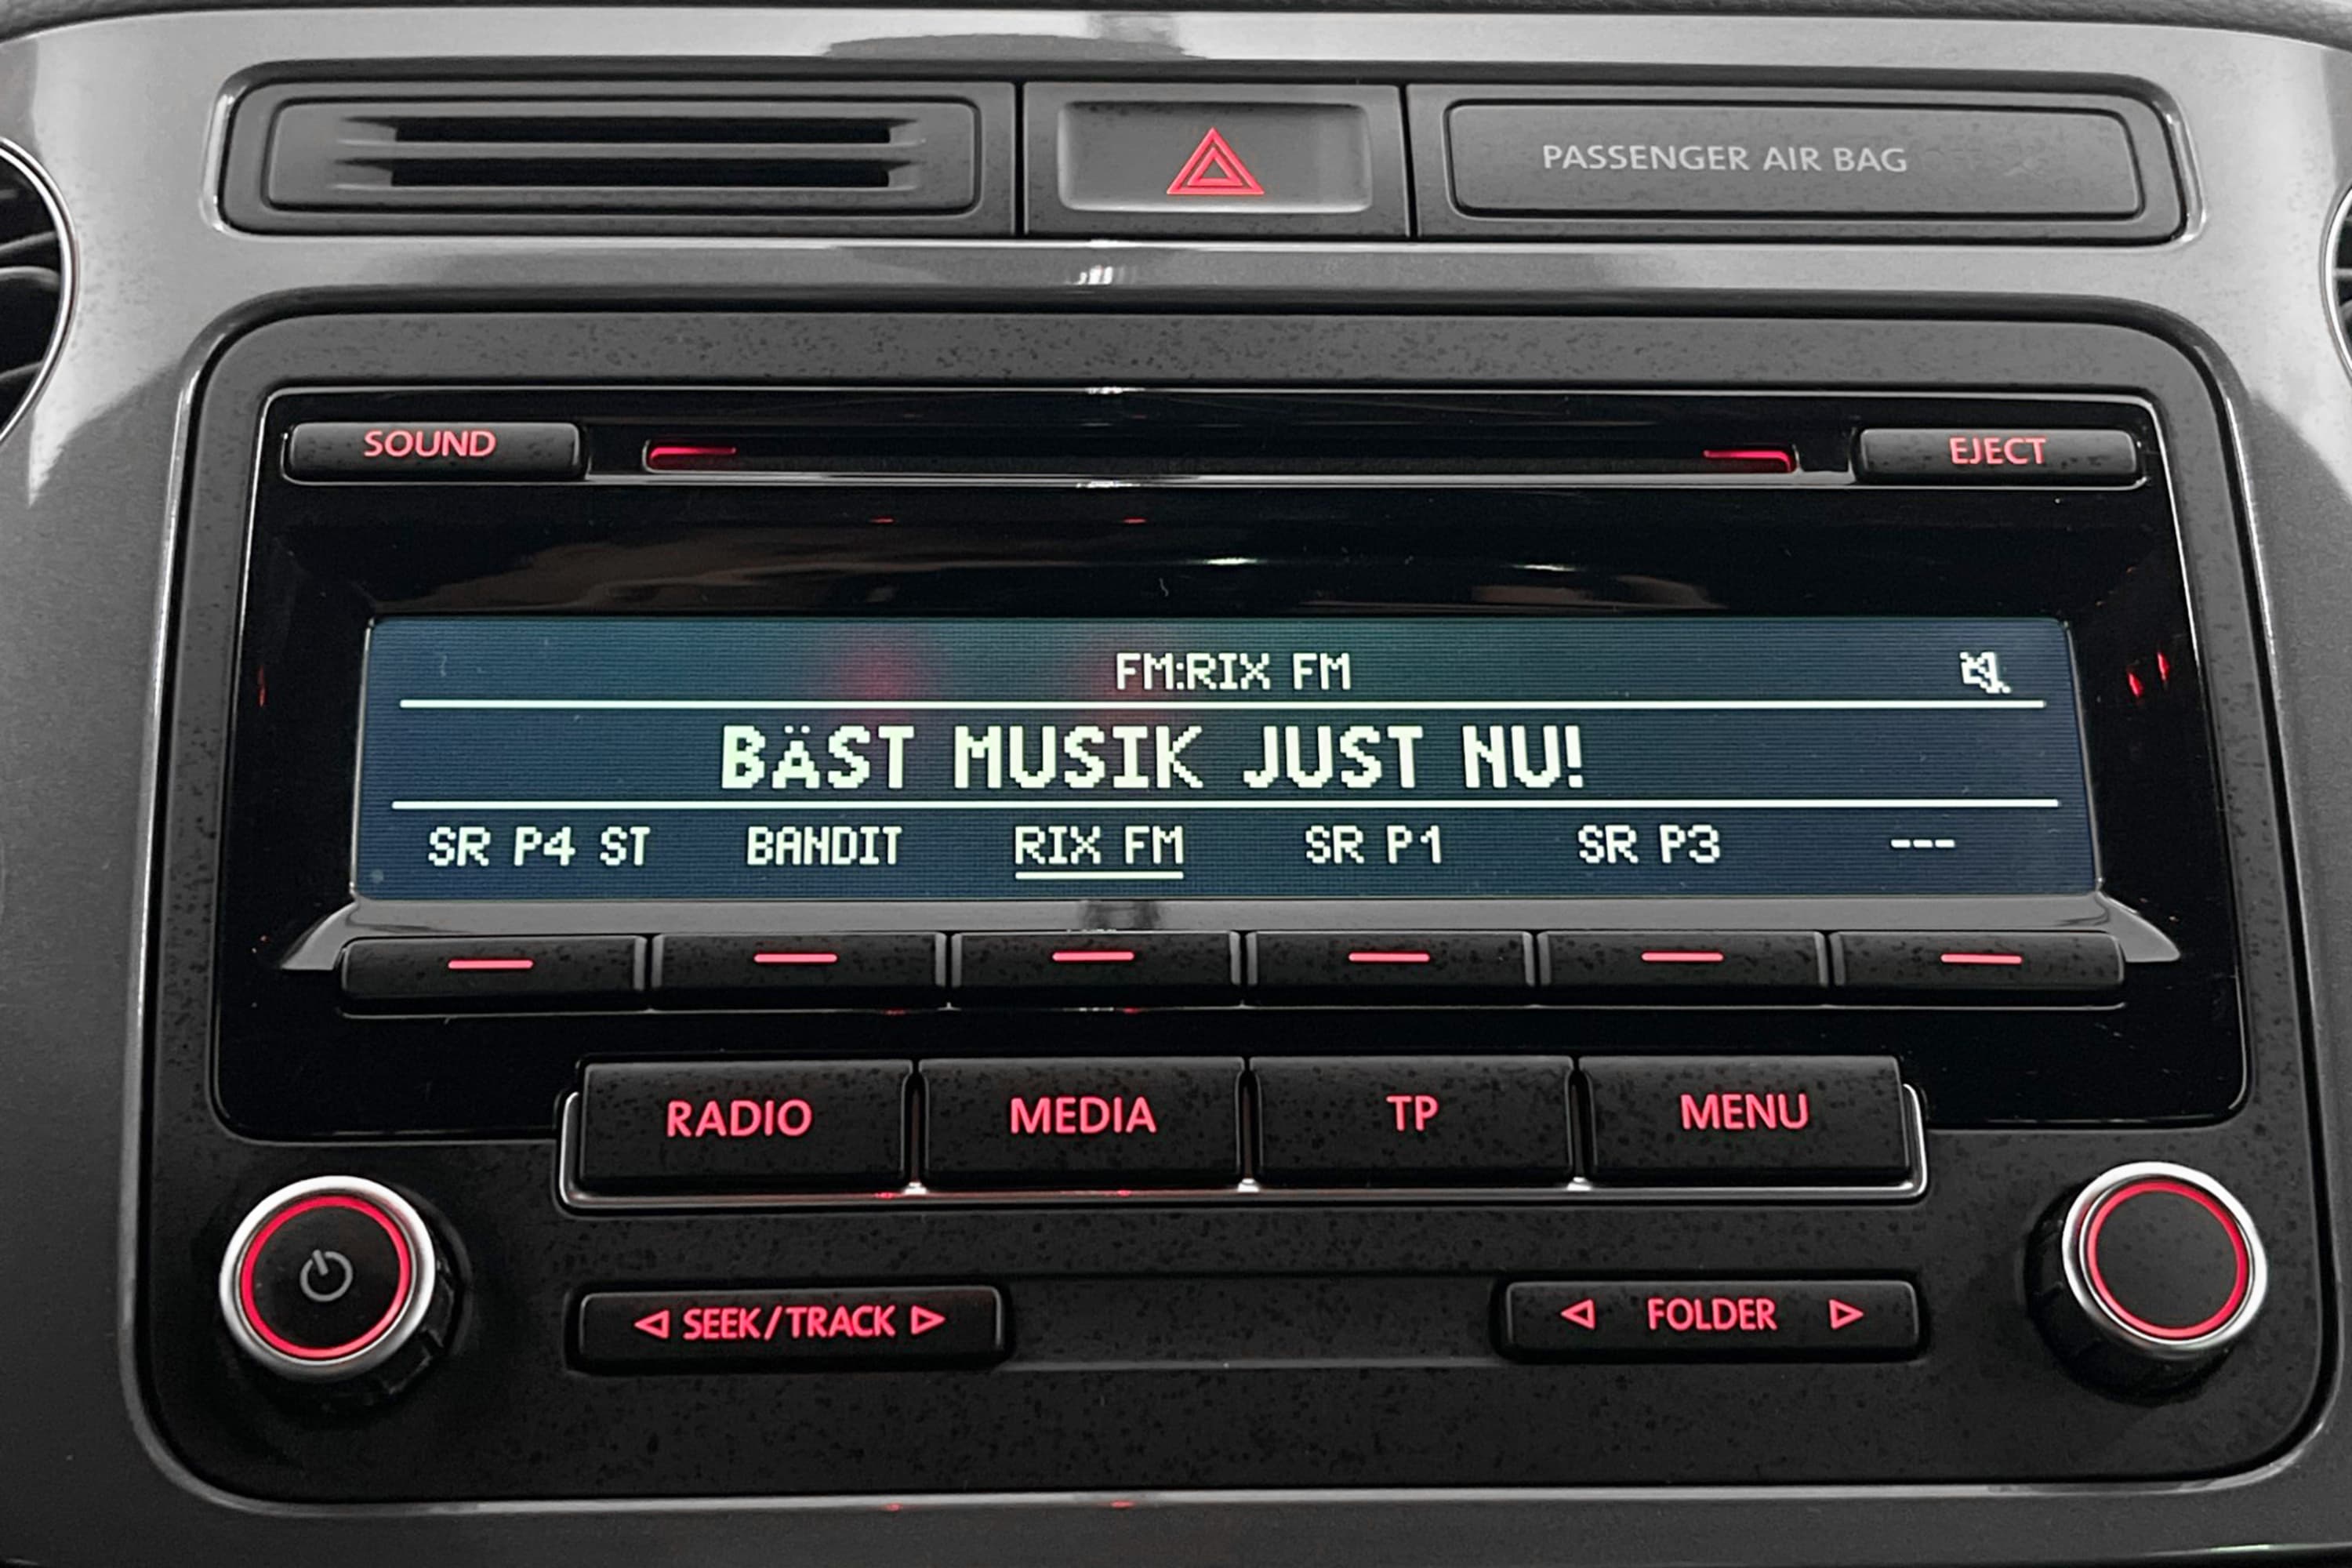 PASSENGER AIR BAG
SOUND
EJECT
FM:RIX FM
BÄST MUSIK JUST NU!
SR P4 ST BANDIT RIX FM SR P1 SR P3 ---
RADIO MEDIA TP MENU
SEEK/TRACK FOLDER